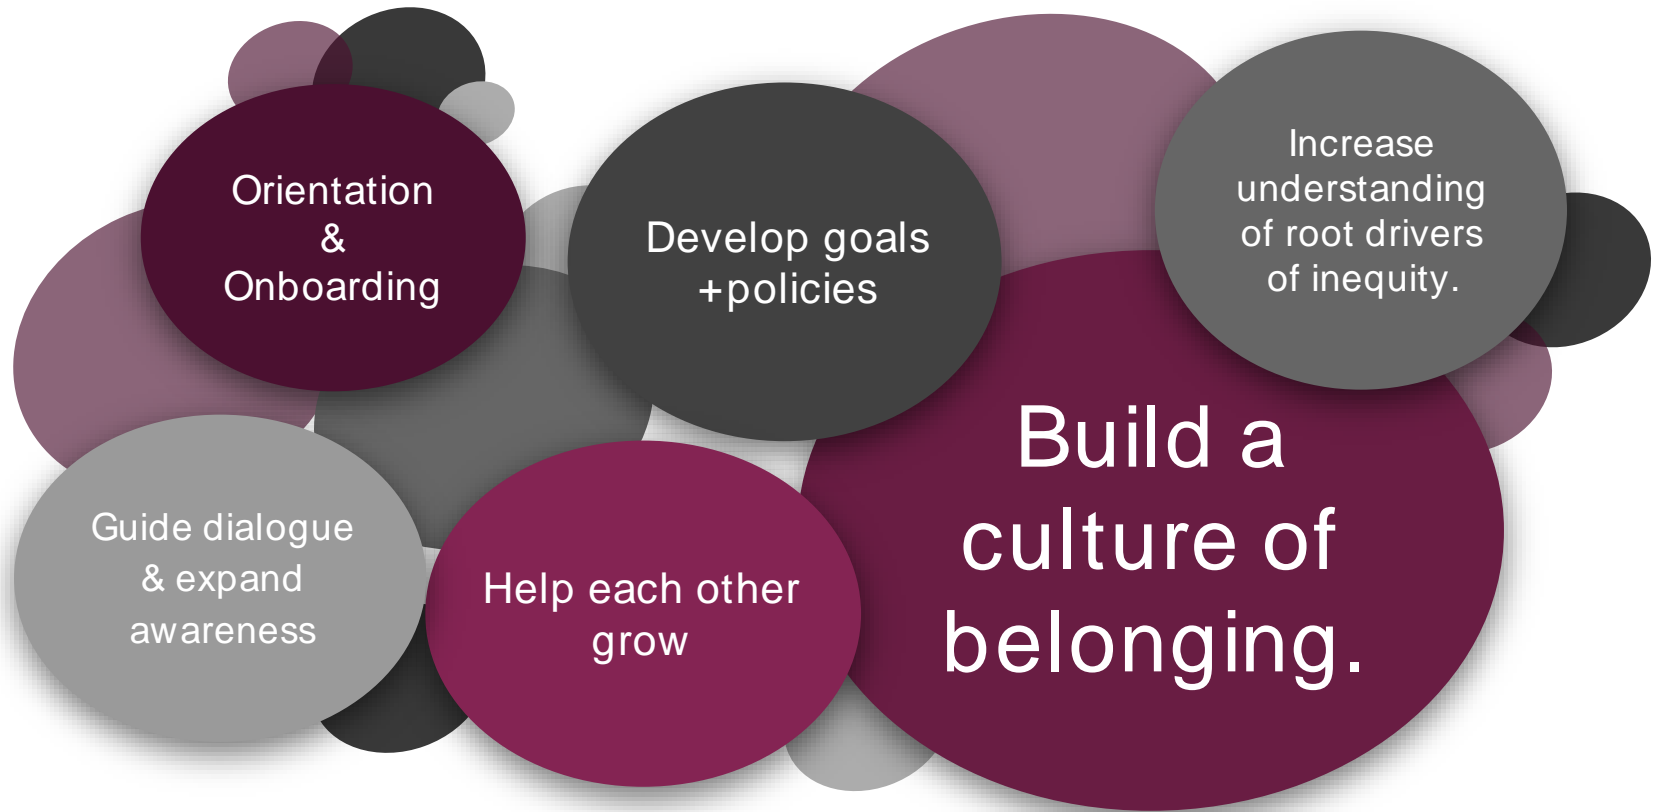 Orientation
&
Onboarding
Develop goals
+policies
Increase
understanding
of root drivers
of inequity.
Guide dialogue
& expand
awareness
Help each other
grow
Build a
culture of
belonging.